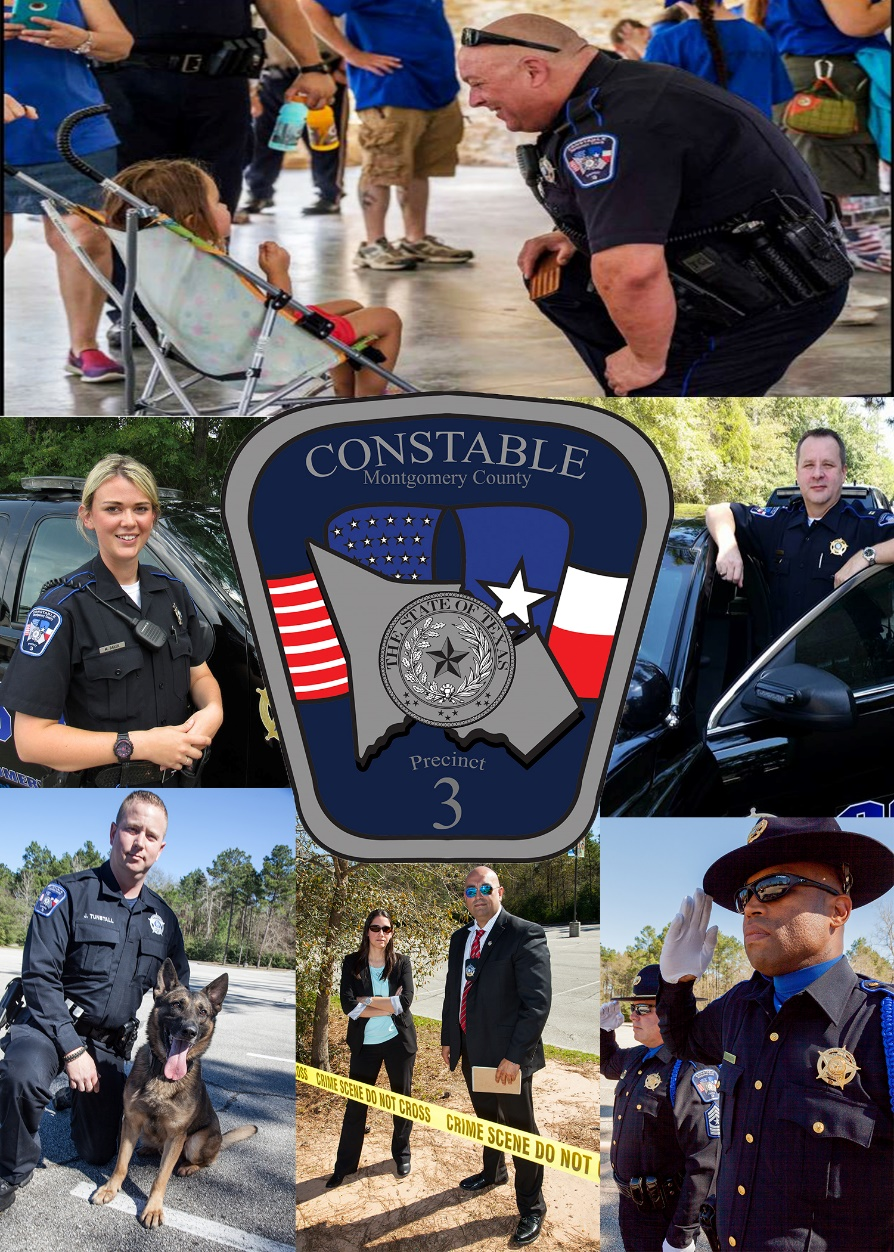 CONSTABLE
Montgomery County
THE STATE OF TEXAS
Precinct
3
J. TUNSTALL
CRIME SCENE DO NOT CROSS CRIME SCENE DO NOT